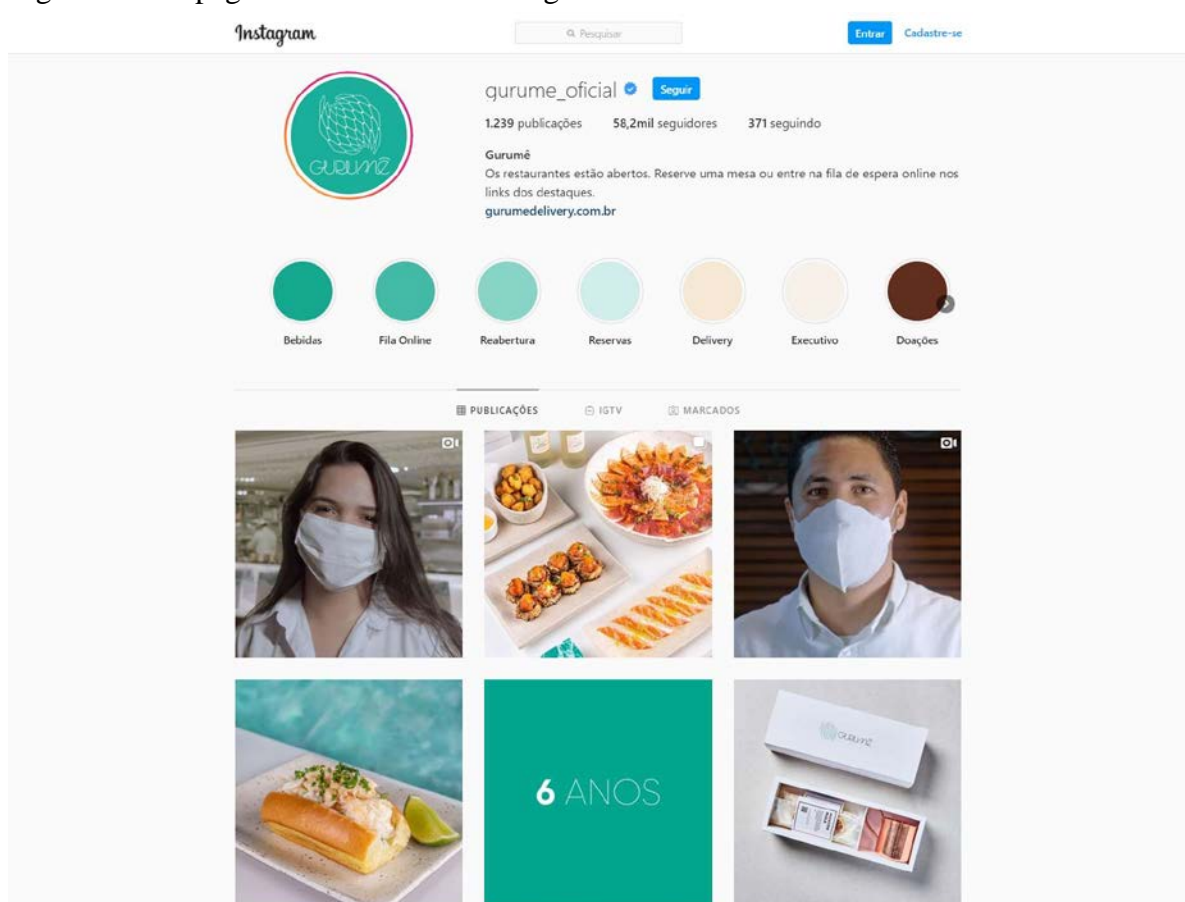 Instagram
Pesquisar
Entrar
Cadastre-se
gurume_oficial
Seguir
1.239 publicações 58,2mil seguidores 371 seguindo
Gurumê
Os restaurantes estão abertos. Reserve uma mesa ou entre na fila de espera online nos
links dos destaques.
gurumedelivery.com.br
GURUMÊ
Bebidas
Fila Online
Reabertura
Reservas
Delivery
Executivo
Doações
PUBLICAÇÕES
IGTV
MARCADOS
6 ANOS
GURUMÊ